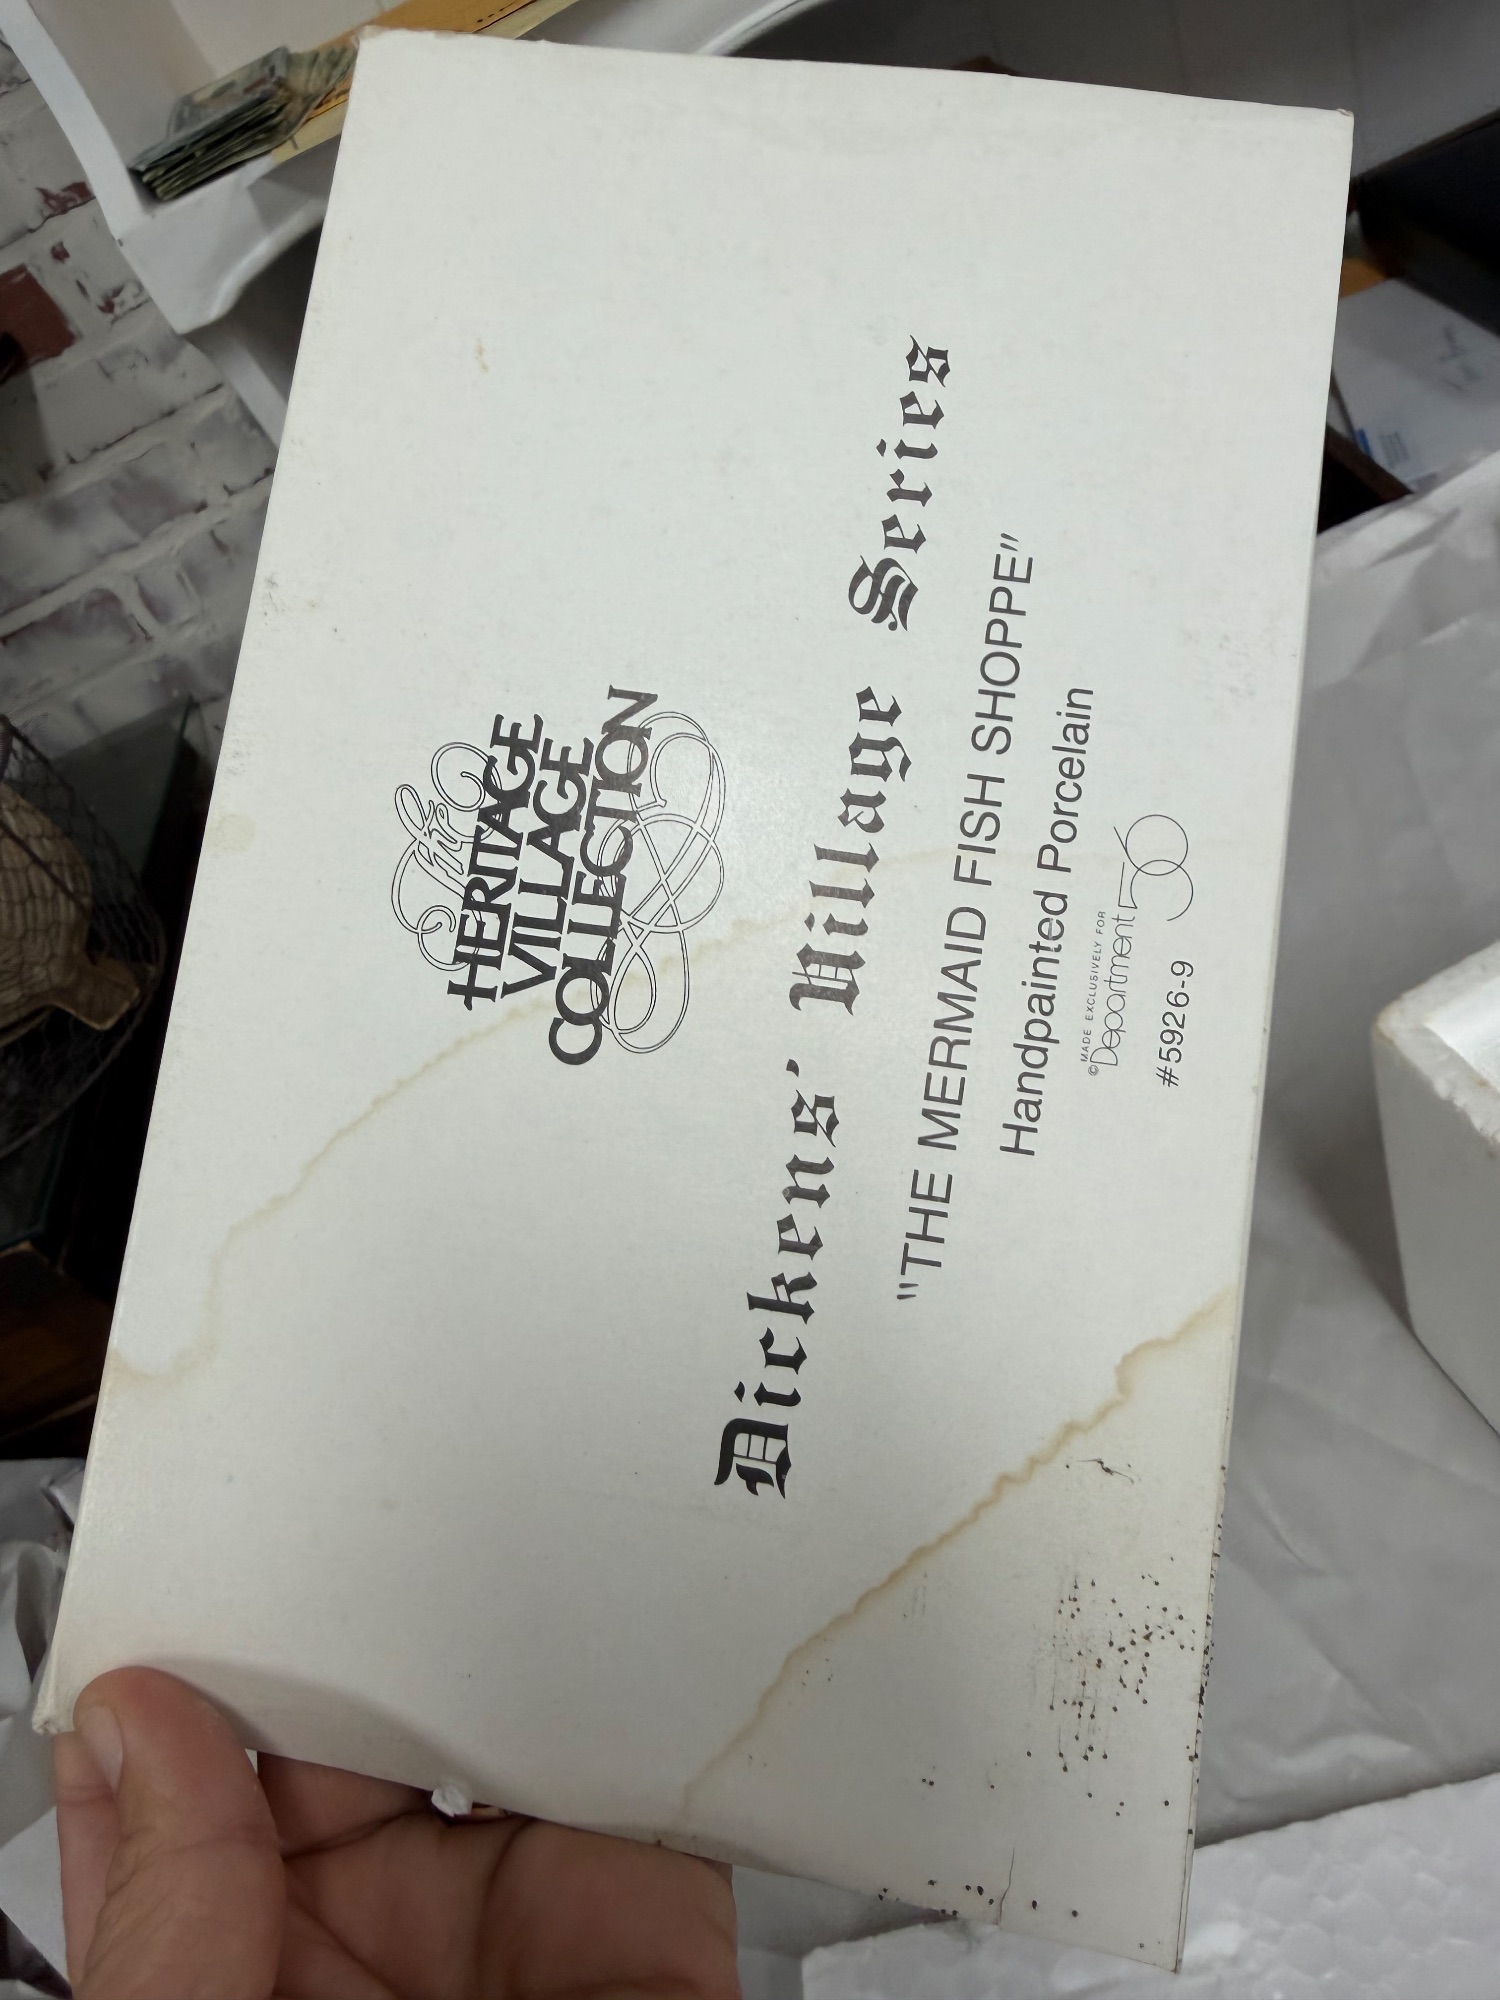 The
HERITAGE
VILLAGE
COLLECTION
Dickens' Village Series
"THE MERMAID FISH SHOPPE"
Handpainted Porcelain
© MADE EXCLUSIVELY FOR
Department 56
#5926-9